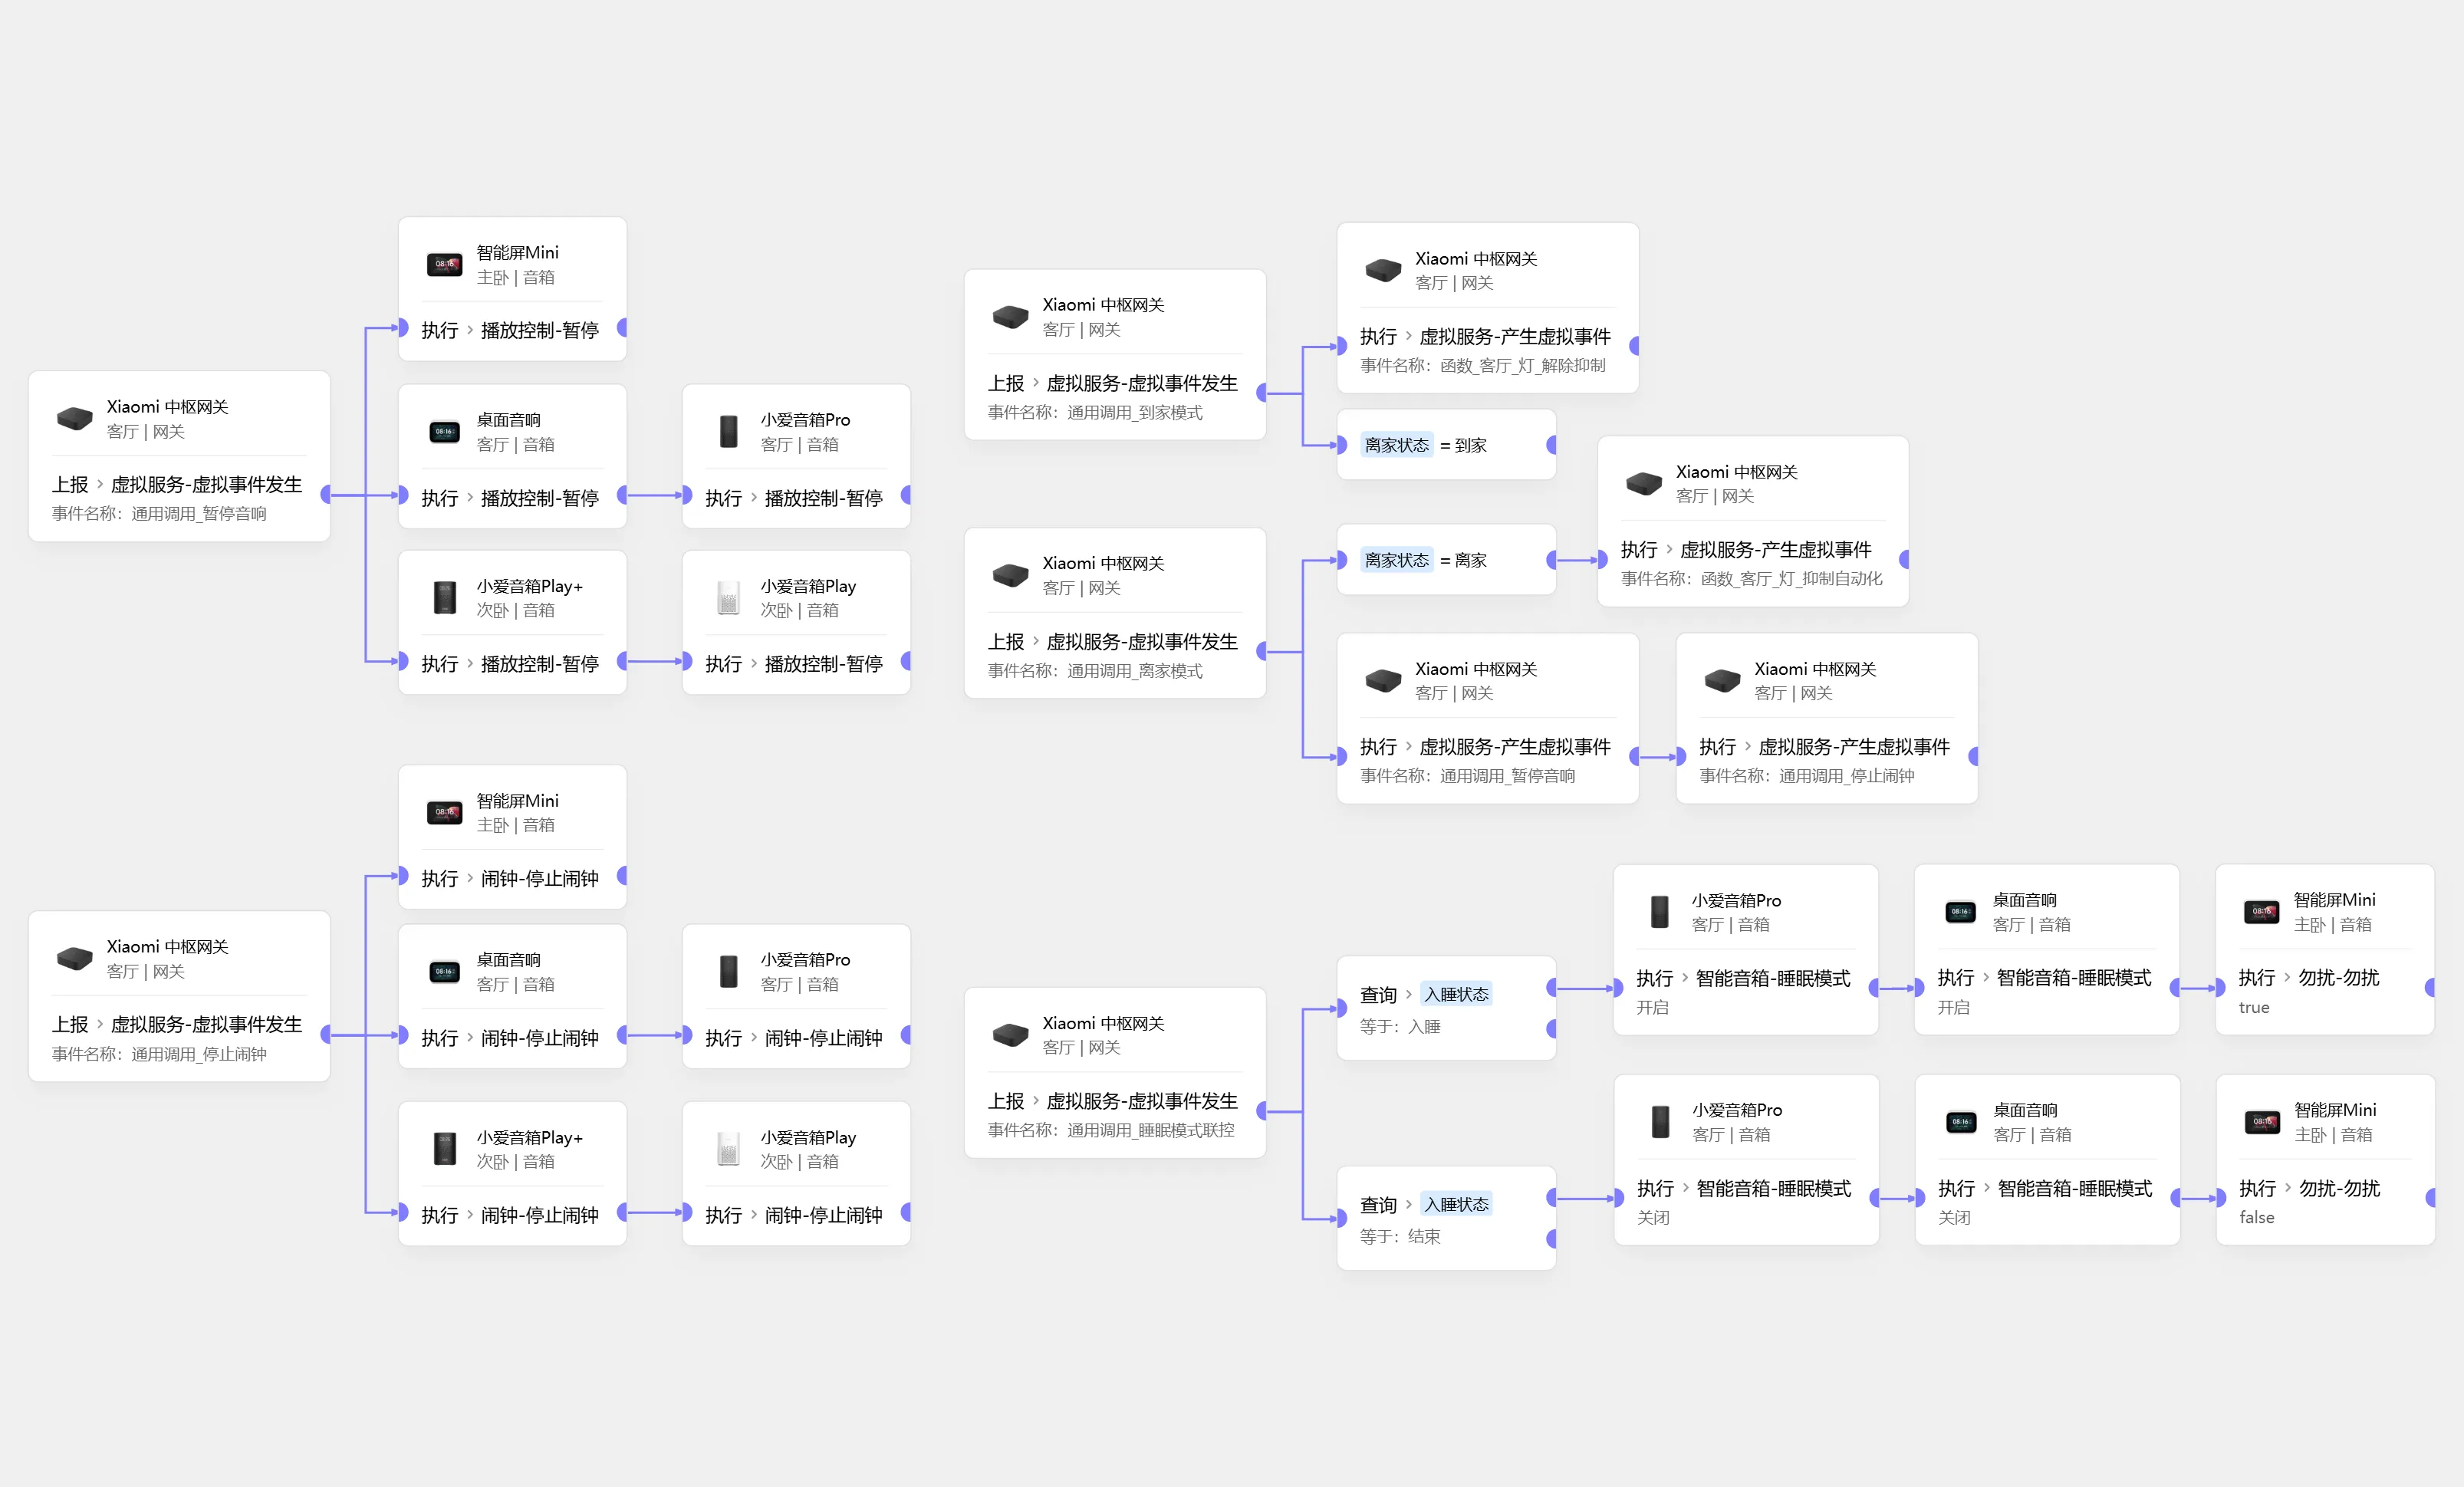 智能屏Mini
主卧 | 音箱
执行 > 播放控制-暂停
Xiaomi 中枢网关
客厅 | 网关
上报 > 虚拟服务-虚拟事件发生
事件名称：通用调用_暂停音响
桌面音响
客厅 | 音箱
执行 > 播放控制-暂停
小爱音箱Pro
客厅 | 音箱
执行 > 播放控制-暂停
小爱音箱Play+
次卧 | 音箱
执行 > 播放控制-暂停
小爱音箱Play
次卧 | 音箱
执行 > 播放控制-暂停
智能屏Mini
主卧 | 音箱
执行 > 闹钟-停止闹钟
Xiaomi 中枢网关
客厅 | 网关
上报 > 虚拟服务-虚拟事件发生
事件名称：通用调用_停止闹钟
桌面音响
客厅 | 音箱
执行 > 闹钟-停止闹钟
小爱音箱Pro
客厅 | 音箱
执行 > 闹钟-停止闹钟
小爱音箱Play+
次卧 | 音箱
执行 > 闹钟-停止闹钟
小爱音箱Play
次卧 | 音箱
执行 > 闹钟-停止闹钟
Xiaomi 中枢网关
客厅 | 网关
上报 > 虚拟服务-虚拟事件发生
事件名称：通用调用_到家模式
Xiaomi 中枢网关
客厅 | 网关
执行 > 虚拟服务-产生虚拟事件
事件名称：函数_客厅_灯_解除抑制
离家状态 = 到家
Xiaomi 中枢网关
客厅 | 网关
上报 > 虚拟服务-虚拟事件发生
事件名称：通用调用_离家模式
离家状态 = 离家
Xiaomi 中枢网关
客厅 | 网关
执行 > 虚拟服务-产生虚拟事件
事件名称：函数_客厅_灯_抑制自动化
Xiaomi 中枢网关
客厅 | 网关
执行 > 虚拟服务-产生虚拟事件
事件名称：通用调用_暂停音响
Xiaomi 中枢网关
客厅 | 网关
执行 > 虚拟服务-产生虚拟事件
事件名称：通用调用_停止闹钟
Xiaomi 中枢网关
客厅 | 网关
上报 > 虚拟服务-虚拟事件发生
事件名称：通用调用_睡眠模式联控
查询 > 入睡状态
等于：入睡
小爱音箱Pro
客厅 | 音箱
执行 > 智能音箱-睡眠模式
开启
桌面音响
客厅 | 音箱
执行 > 智能音箱-睡眠模式
开启
智能屏Mini
主卧 | 音箱
执行 > 勿扰-勿扰
true
查询 > 入睡状态
等于：结束
小爱音箱Pro
客厅 | 音箱
执行 > 智能音箱-睡眠模式
关闭
桌面音响
客厅 | 音箱
执行 > 智能音箱-睡眠模式
关闭
智能屏Mini
主卧 | 音箱
执行 > 勿扰-勿扰
false